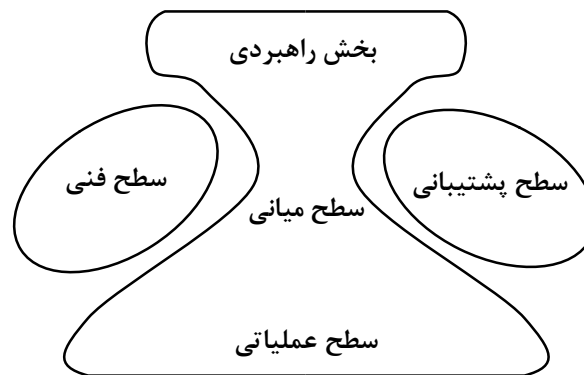 بخش راهبردی
سطح پشتیبانی
سطح فنی
سطح میانی
سطح عملیاتی